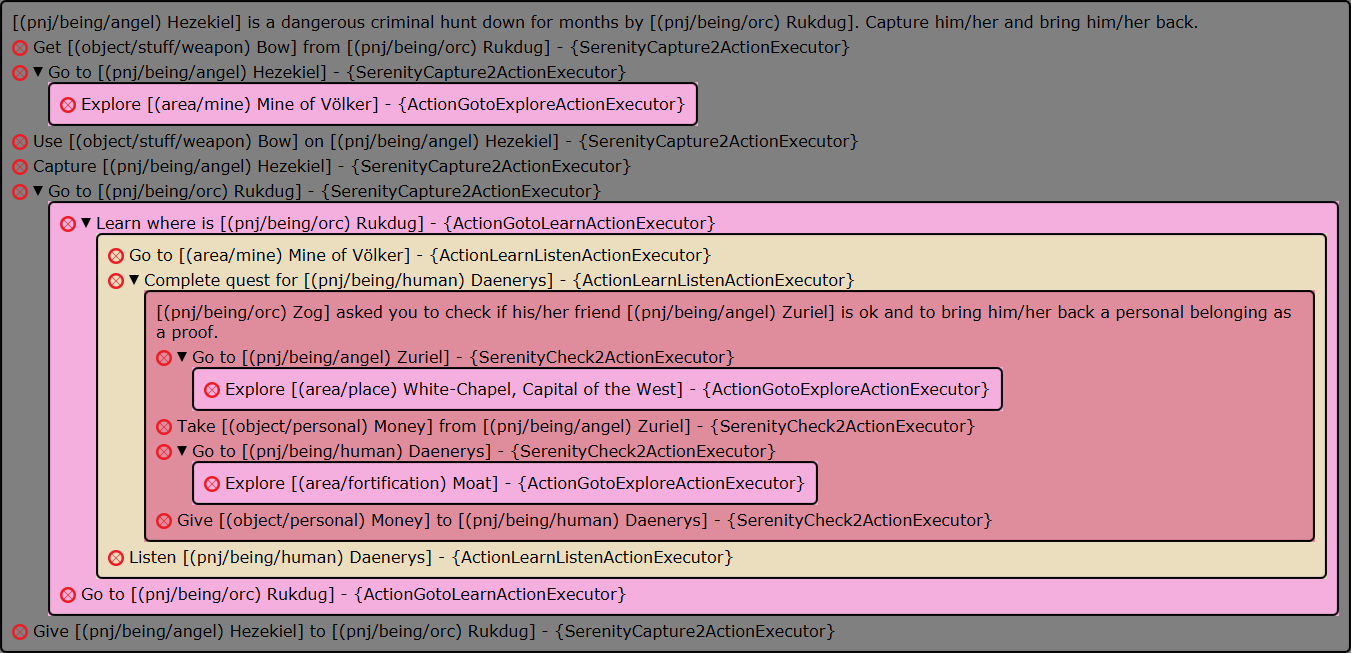 [(pnj/being/angel) Hezekiel] is a dangerous criminal hunt down for months by [(pnj/being/orc) Rukdug]. Capture him/her and bring him/her back.
Get [(object/stuff/weapon) Bow] from [(pnj/being/orc) Rukdug] - {SerenityCapture2ActionExecutor}
▼ Go to [(pnj/being/angel) Hezekiel] - {SerenityCapture2ActionExecutor}
Explore [(area/mine) Mine of Völker] - {ActionGotoExploreActionExecutor}
Use [(object/stuff/weapon) Bow] on [(pnj/being/angel) Hezekiel] - {SerenityCapture2ActionExecutor}
Capture [(pnj/being/angel) Hezekiel] - {SerenityCapture2ActionExecutor}
▼ Go to [(pnj/being/orc) Rukdug] - {SerenityCapture2ActionExecutor}
▼ Learn where is [(pnj/being/orc) Rukdug] - {ActionGotoLearnActionExecutor}
Go to [(area/mine) Mine of Völker] - {ActionLearnListenActionExecutor}
▼ Complete quest for [(pnj/being/human) Daenerys] - {ActionLearnListenActionExecutor}
[(pnj/being/orc) Zog] asked you to check if his/her friend [(pnj/being/angel) Zuriel] is ok and to bring him/her back a personal belonging as
a proof.
▼ Go to [(pnj/being/angel) Zuriel] - {SerenityCheck2ActionExecutor}
Explore [(area/place) White-Chapel, Capital of the West] - {ActionGotoExploreActionExecutor}
Take [(object/personal) Money] from [(pnj/being/angel) Zuriel] - {SerenityCheck2ActionExecutor}
▼ Go to [(pnj/being/human) Daenerys] - {SerenityCheck2ActionExecutor}
Explore [(area/fortification) Moat] - {ActionGotoExploreActionExecutor}
Give [(object/personal) Money] to [(pnj/being/human) Daenerys] - {SerenityCheck2ActionExecutor}
Listen [(pnj/being/human) Daenerys] - {ActionLearnListenActionExecutor}
Go to [(pnj/being/orc) Rukdug] - {ActionGotoLearnActionExecutor}
Give [(pnj/being/angel) Hezekiel] to [(pnj/being/orc) Rukdug] - {SerenityCapture2ActionExecutor}